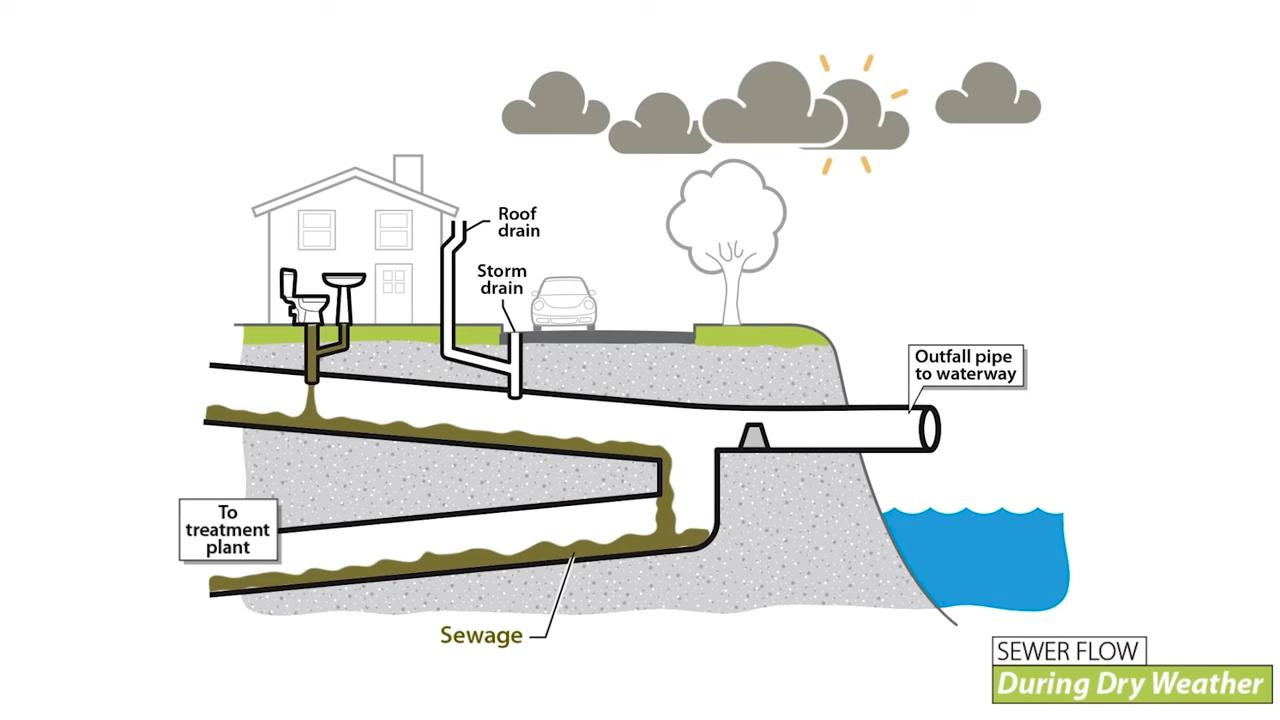 Roof
drain
Storm
drain
Outfall pipe
to waterway
To
treatment
plant
Sewage
SEWER FLOW
During Dry Weather